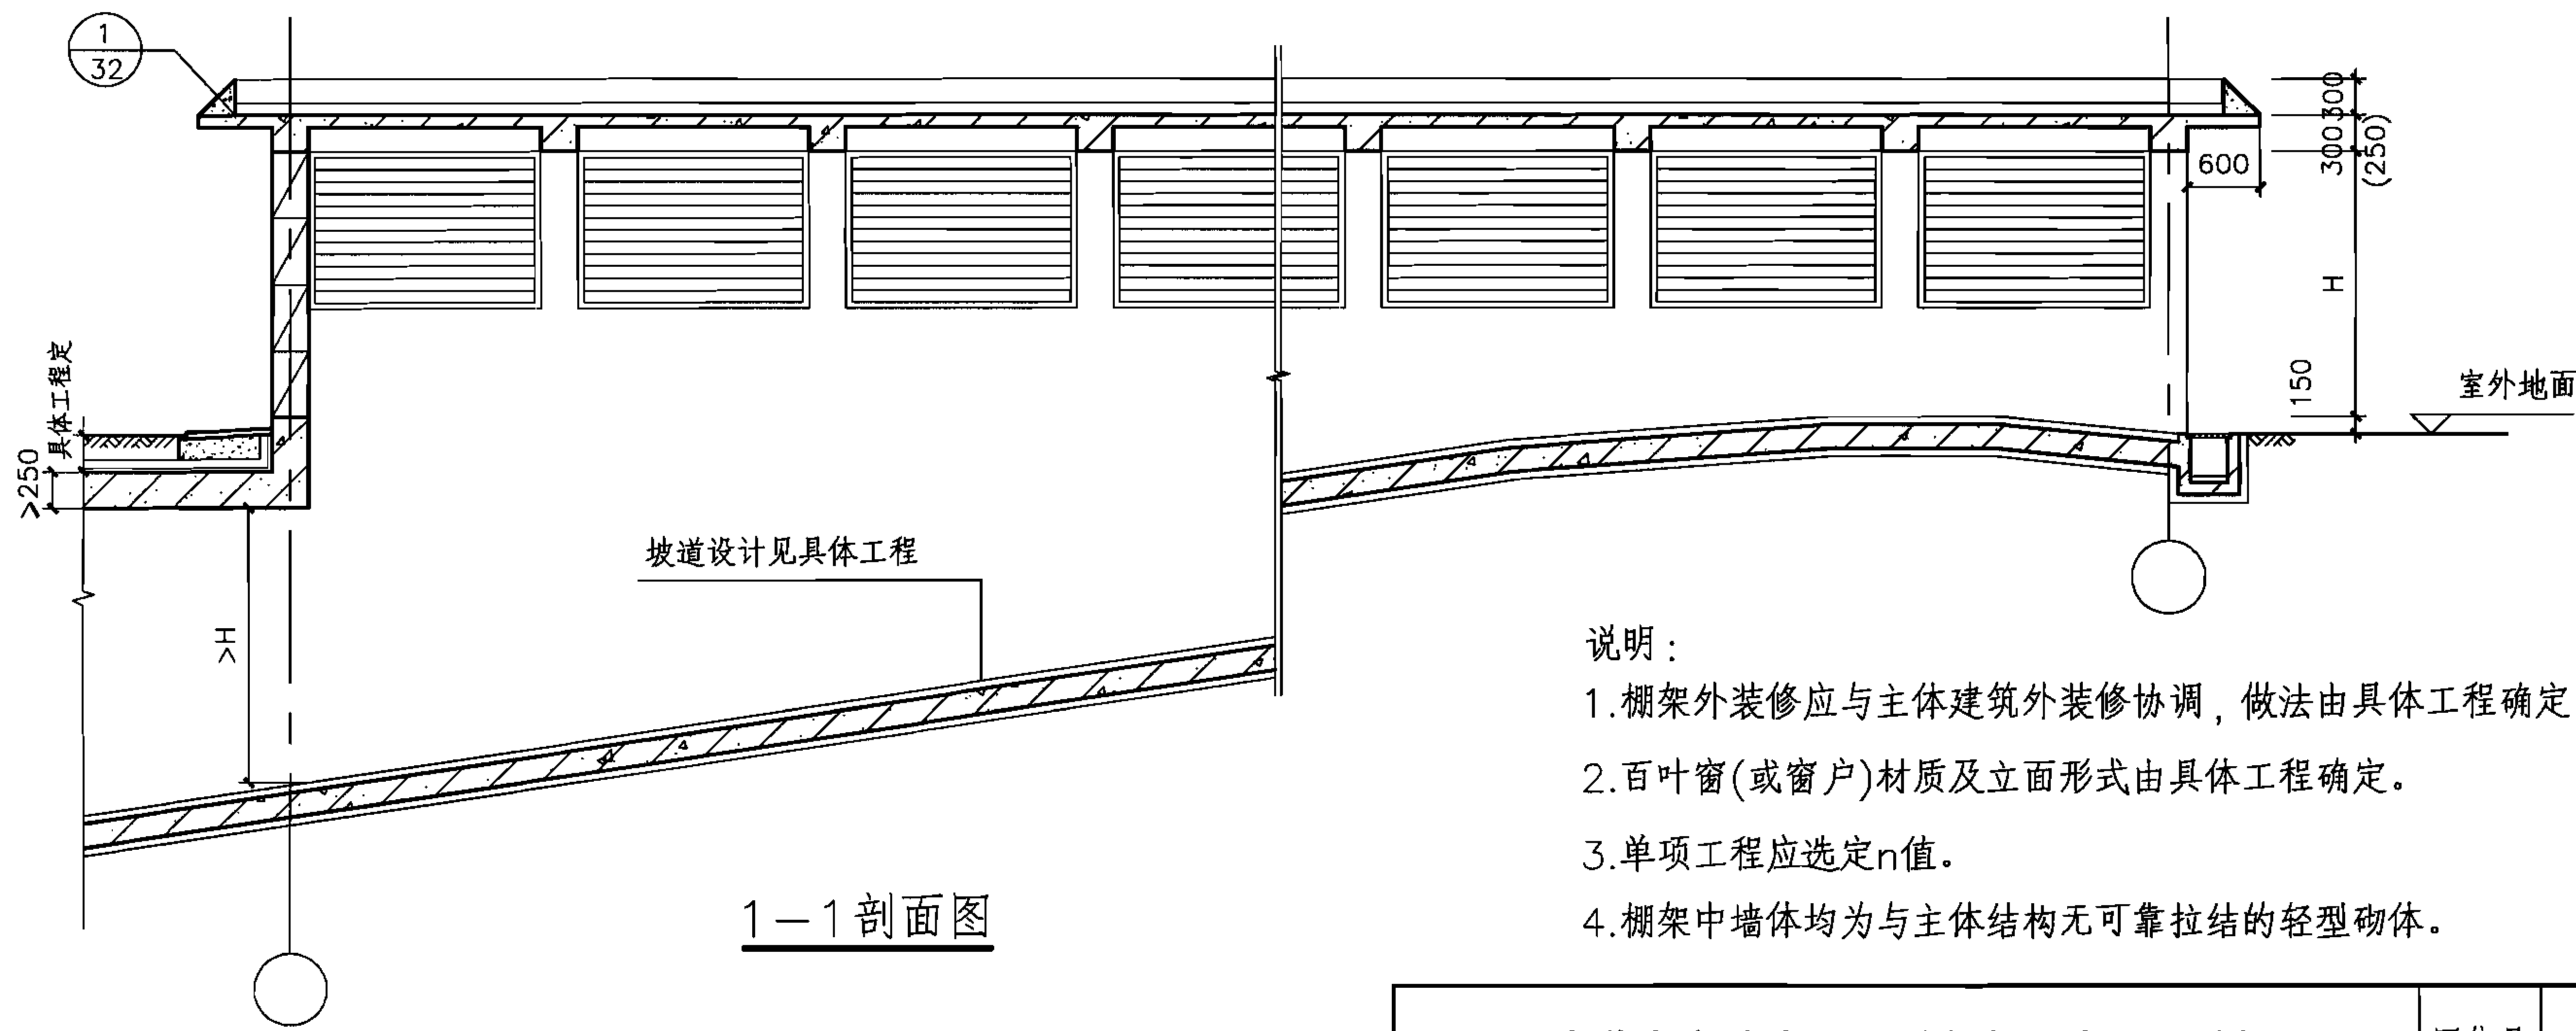 1
32
300
300
(250)
600
H
150
室外地面
具体工程定
>250
>H
坡道设计见具体工程
1-1剖面图
说明:
1.棚架外装修应与主体建筑外装修协调,做法由具体工程确定
2.百叶窗(或窗户)材质及立面形式由具体工程确定。
3.单项工程应选定n值。
4.棚架中墙体均为与主体结构无可靠拉结的轻型砌体。